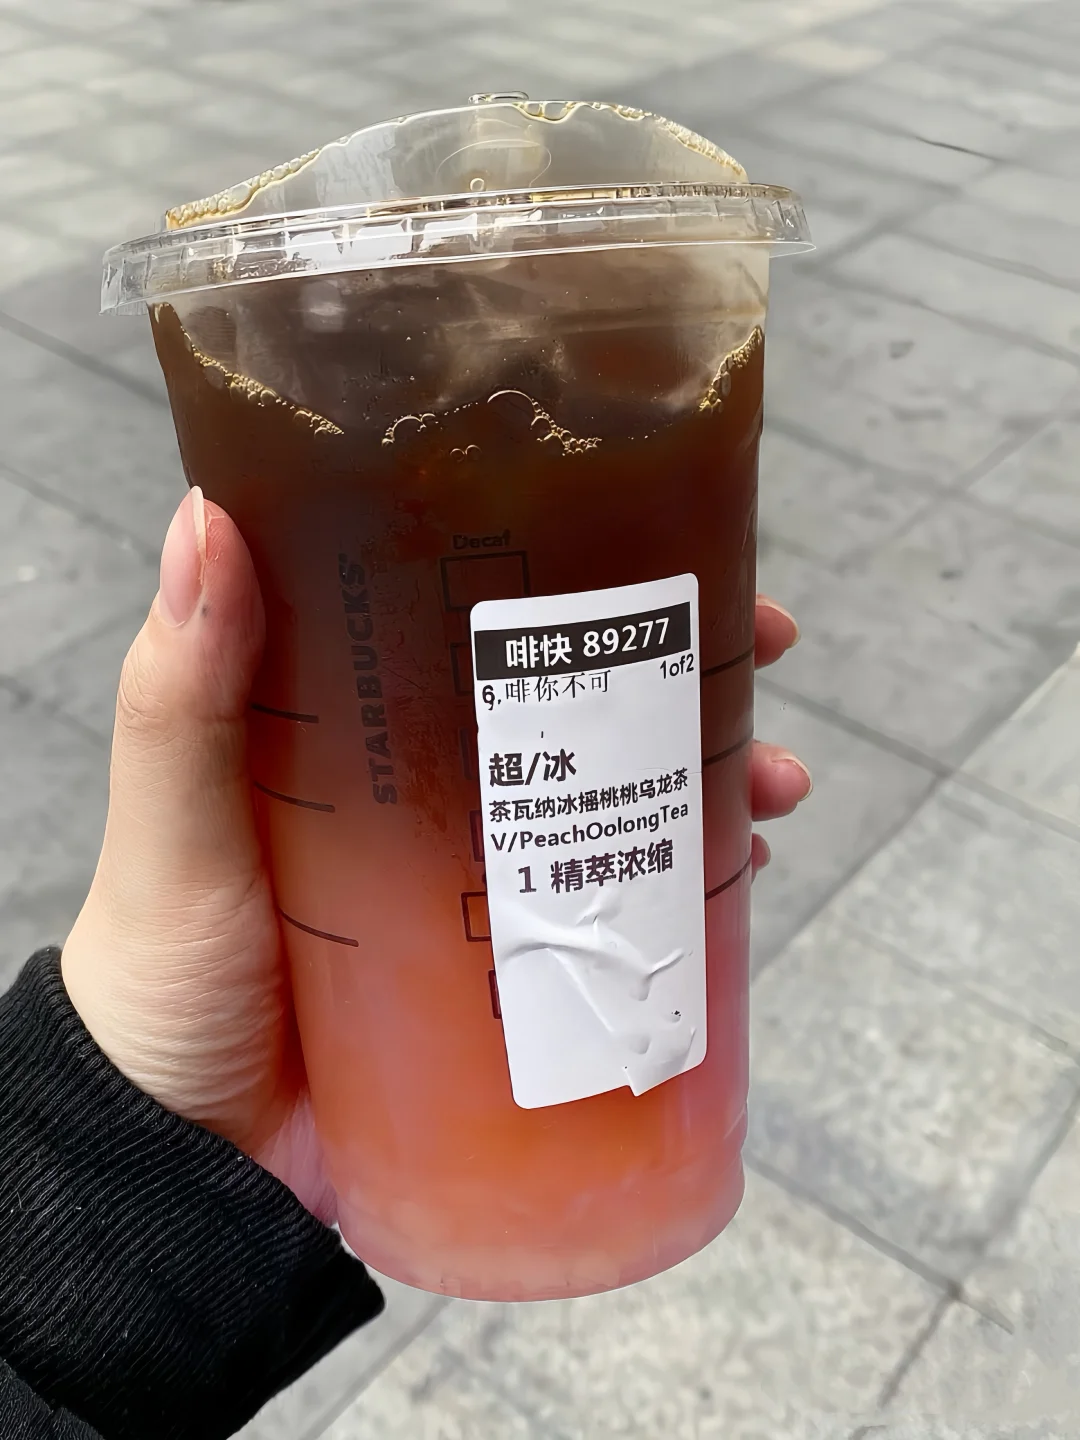 Decaf
STARBUCKS
啡快 89277
1of2
6.啡你不可
超/冰
茶瓦纳冰摇桃桃乌龙茶
V/PeachOolongTea
1 精萃浓缩